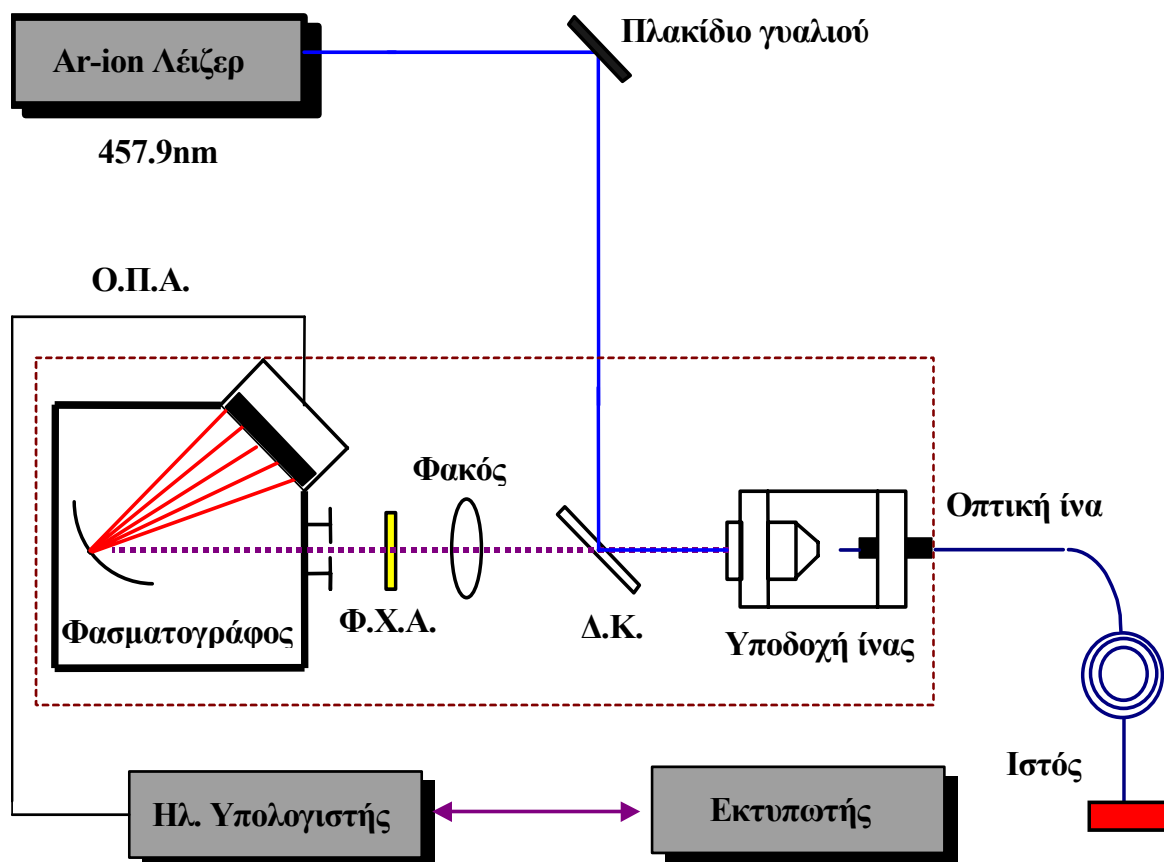 Πλακίδιο γυαλιού
Ar-ion Λέιζερ
457.9nm
Ο.Π.Α.
Φακός
Οπτική ίνα
Φασματογράφος
Φ.Χ.Α.
Δ.Κ.
Υποδοχή ίνας
Ιστός
Ηλ. Υπολογιστής
Εκτυπωτής